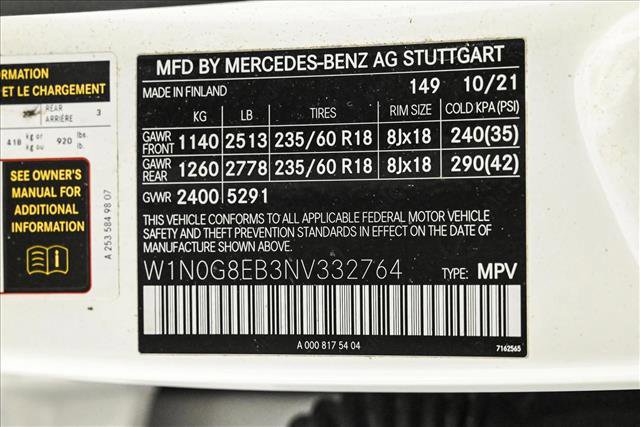 ORMATION
ET LE CHARGEMENT
REAR
ARRIÈRE 3
418 kg or kg ou 920 lbs. lb.
SEE OWNER'S
MANUAL FOR
ADDITIONAL
INFORMATION
A 253 584 98 07
MFD BY MERCEDES-BENZ AG STUTTGART
MADE IN FINLAND 149 10/21
KG LB TIRES RIM SIZE COLD KPA(PSI)
GAWR FRONT 1140 2513 235/60 R18 8Jx18 240(35)
GAWR REAR 1260 2778 235/60 R18 8Jx18 290(42)
GVWR 2400 5291
THIS VEHICLE CONFORMS TO ALL APPLICABLE FEDERAL MOTOR VEHICLE
SAFETY AND THEFT PREVENTION STANDARDS IN EFFECT ON THE DATE OF
MANUFACTURE SHOWN ABOVE.
W1N0G8EB3NV332764 TYPE: MPV
A 000 817 54 04 7162565